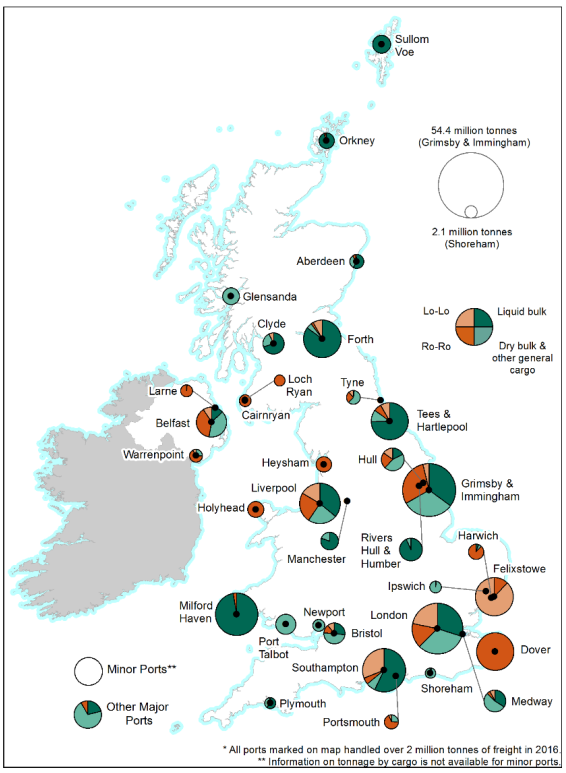 Sullom
Voe
Orkney
54.4 million tonnes
(Grimsby & Immingham)
2.1 million tonnes
(Shoreham)
Aberdeen
Glensanda
Lo-Lo
Liquid bulk
Ro-Ro
Dry bulk &
other general
cargo
Clyde
Forth
Loch
Ryan
Tyne
Larne
Cairnryan
Belfast
Tees &
Hartlepool
Warrenpoint
Hull
Heysham
Liverpool
Grimsby &
Immingham
Holyhead
Manchester
Rivers
Hull &
Humber
Harwich
Felixstowe
Ipswich
Milford
Haven
Newport
London
Port
Talbot
Bristol
Dover
Minor Ports**
Southampton
Shoreham
Other Major
Ports
Plymouth
Medway
Portsmouth
* All ports marked on map handled over 2 million tonnes of freight in 2016.
** Information on tonnage by cargo is not available for minor ports.